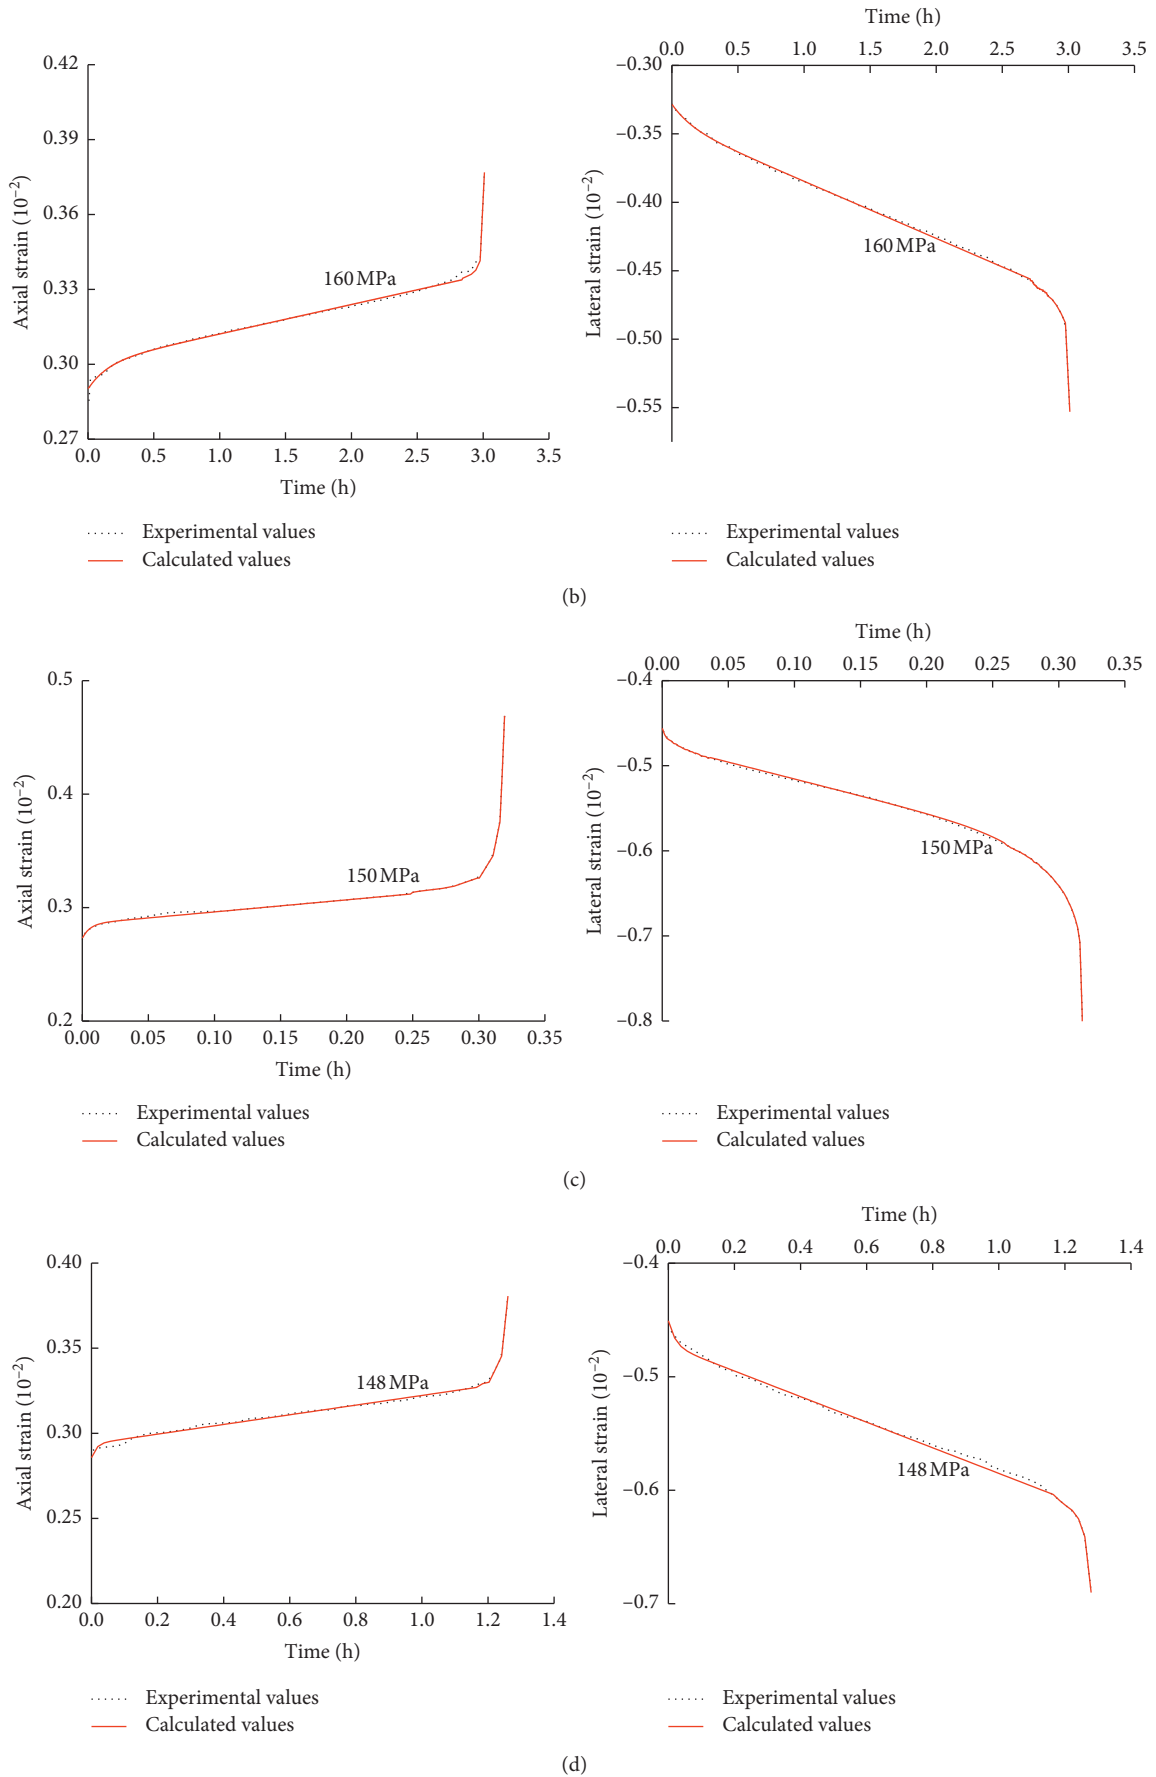 Time (h)
0.0 0.5 1.0 1.5 2.0 2.5 3.0 3.5
0.42
0.39
0.36
0.33
0.30
0.27
Axial strain (10⁻²)
160 MPa
0.0 0.5 1.0 1.5 2.0 2.5 3.0 3.5
Time (h)
Experimental values
Calculated values
−0.30
−0.35
−0.40
−0.45
−0.50
−0.55
Lateral strain (10⁻²)
160 MPa
Experimental values
Calculated values
(b)
Time (h)
0.00 0.05 0.10 0.15 0.20 0.25 0.30 0.35
0.5
0.4
0.3
0.2
Axial strain (10⁻²)
150 MPa
0.00 0.05 0.10 0.15 0.20 0.25 0.30 0.35
Time (h)
Experimental values
Calculated values
−0.4
−0.5
−0.6
−0.7
−0.8
Lateral strain (10⁻²)
150 MPa
Experimental values
Calculated values
(c)
Time (h)
0.0 0.2 0.4 0.6 0.8 1.0 1.2 1.4
0.40
0.35
0.30
0.25
0.20
Axial strain (10⁻²)
148 MPa
0.0 0.2 0.4 0.6 0.8 1.0 1.2 1.4
Time (h)
Experimental values
Calculated values
−0.4
−0.5
−0.6
−0.7
Lateral strain (10⁻²)
148 MPa
Experimental values
Calculated values
(d)